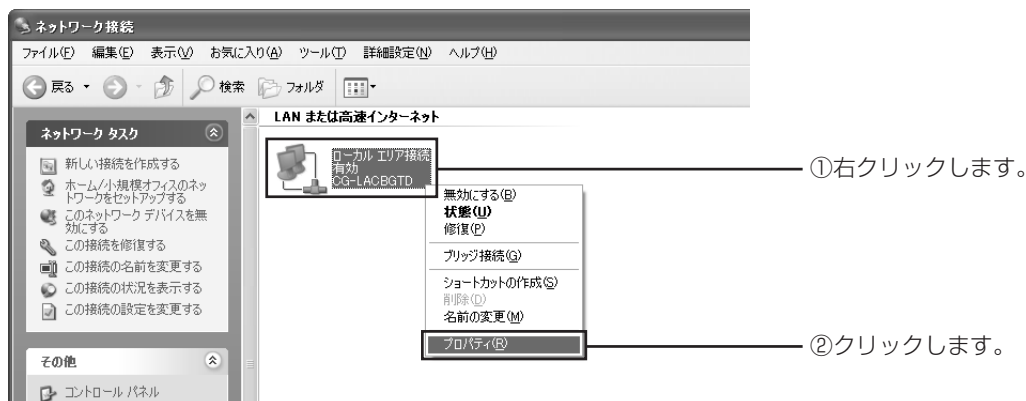 ネットワーク接続
ファイル(F) 編集(E) 表示(V) お気に入り(A) ツール(T) 詳細設定(N) ヘルプ(H)
戻る 検索 フォルダ
ネットワーク タスク
新しい接続を作成する
ホーム/小規模オフィスのネッ
トワークをセットアップする
このネットワーク デバイスを無
効にする
この接続を修復する
この接続の名前を変更する
この接続の状況を表示する
この接続の設定を変更する
その他
コントロール パネル
LAN または高速インターネット
ローカル エリア接続
有効
CG-LACBGTD
①右クリックします。
無効にする(B)
状態(U)
修復(P)
ブリッジ接続(G)
ショートカットの作成(S)
削除(D)
名前の変更(M)
プロパティ(R)
②クリックします。